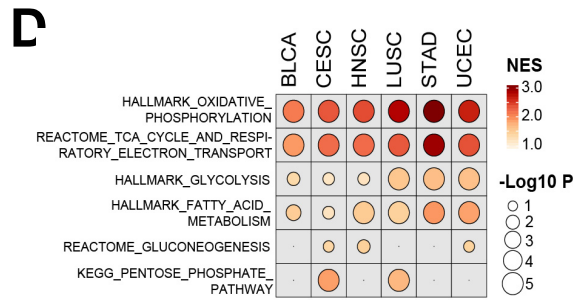 D
BLCA CESC HNSC LUSC STAD UCEC
HALLMARK_OXIDATIVE_
PHOSPHORYLATION
REACTOME_TCA_CYCLE_AND_RESPI-
RATORY_ELECTRON_TRANSPORT
HALLMARK_GLYCOLYSIS
HALLMARK_FATTY_ACID_
METABOLISM
REACTOME_GLUCONEOGENESIS
KEGG_PENTOSE_PHOSPHATE_
PATHWAY
NES
3.0
2.0
1.0
-Log10 P
1
2
3
4
5